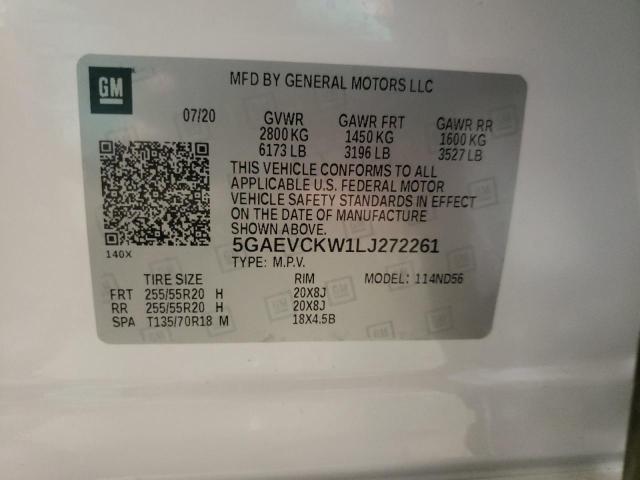 GM
MFD BY GENERAL MOTORS LLC
07/20 GVWR GAWR FRT GAWR RR
2800 KG 1450 KG 1600 KG
6173 LB 3196 LB 3527 LB
THIS VEHICLE CONFORMS TO ALL
APPLICABLE U.S. FEDERAL MOTOR
VEHICLE SAFETY STANDARDS IN EFFECT
ON THE DATE OF MANUFACTURE
SHOWN ABOVE.
140X
5GAEVCKW1LJ272261
TYPE: M.P.V.
TIRE SIZE RIM MODEL: 114ND56
FRT 255/55R20 H 20X8J
RR 255/55R20 H 20X8J
SPA T135/70R18 M 18X4.5B